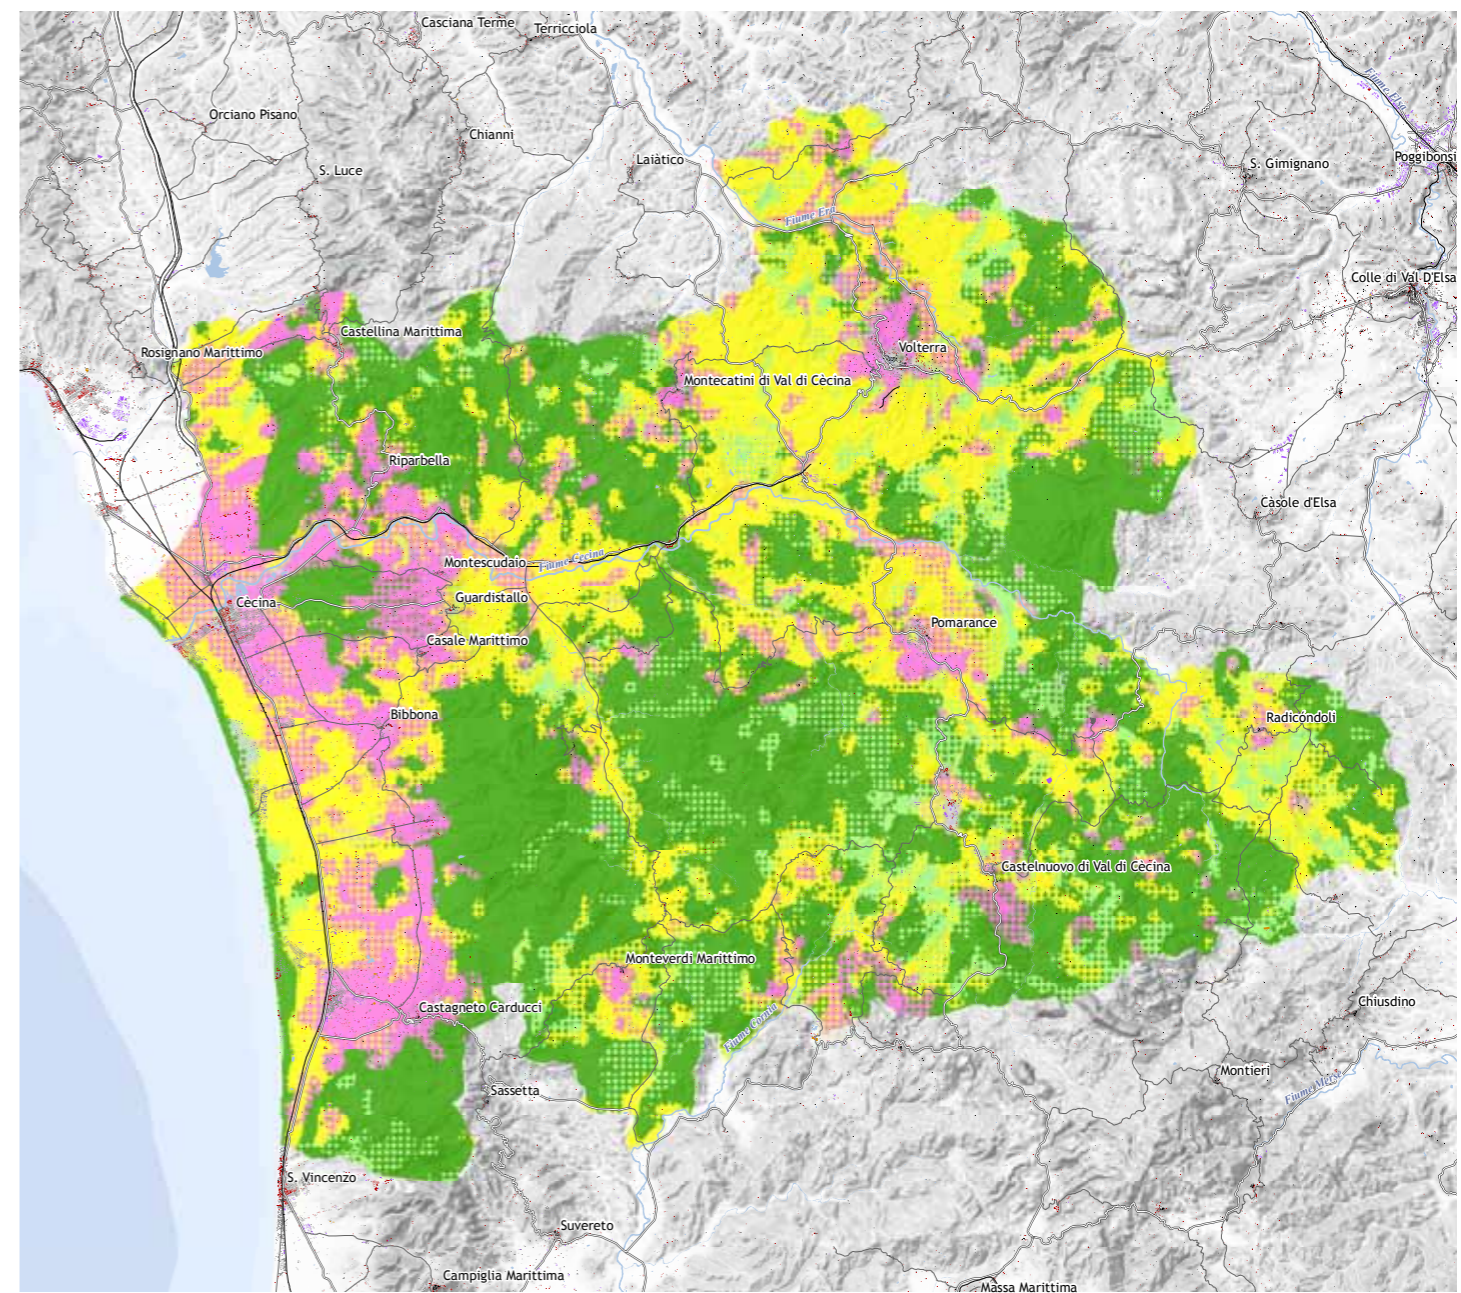 Casciana Terme
Terricciola
Fiume Elsa
Orciano Pisano
Chianni
Poggibonsi
Laiàtico
S. Gimignano
S. Luce
Fiume Era
Colle di Val D'Elsa
Castellina Marittima
Rosignano Marittimo
Volterra
Montecatini di Val di Cècina
Riparbella
Càsole d'Elsa
Montescudaio
Fiume Cecina
Guardistallo
Cècina
Pomarance
Casale Marittimo
Bibbona
Radicóndoli
Castelnuovo di Val di Cècina
Monteverdi Marittimo
Castagneto Carducci
Chiusdino
Fiume Cornia
Montieri
Sassetta
Fiume Merse
S. Vincenzo
Suvereto
Campiglia Marittima
Massa Marittima